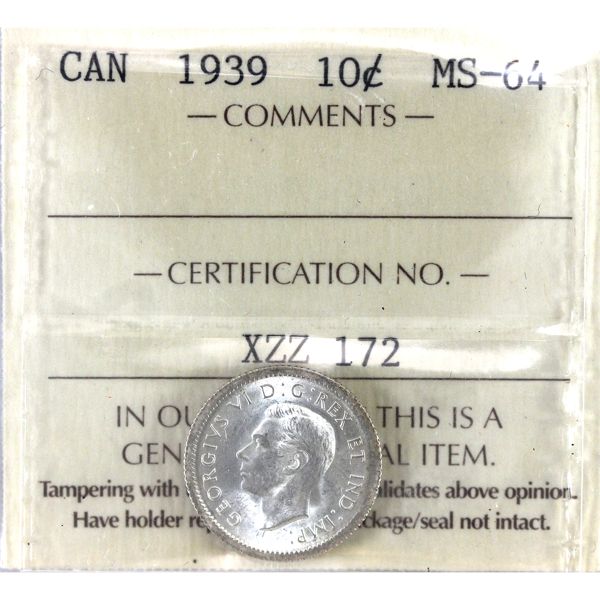 CAN 1939 10¢ MS-64
— COMMENTS —
— CERTIFICATION NO. —
XZZ 172
IN OU THIS IS A
GEN AL ITEM.
Tampering with lidates above opinion.
Have holder re ckage/seal not intact.
GEORGIVS VI D:G:REX ET IND:IMP: